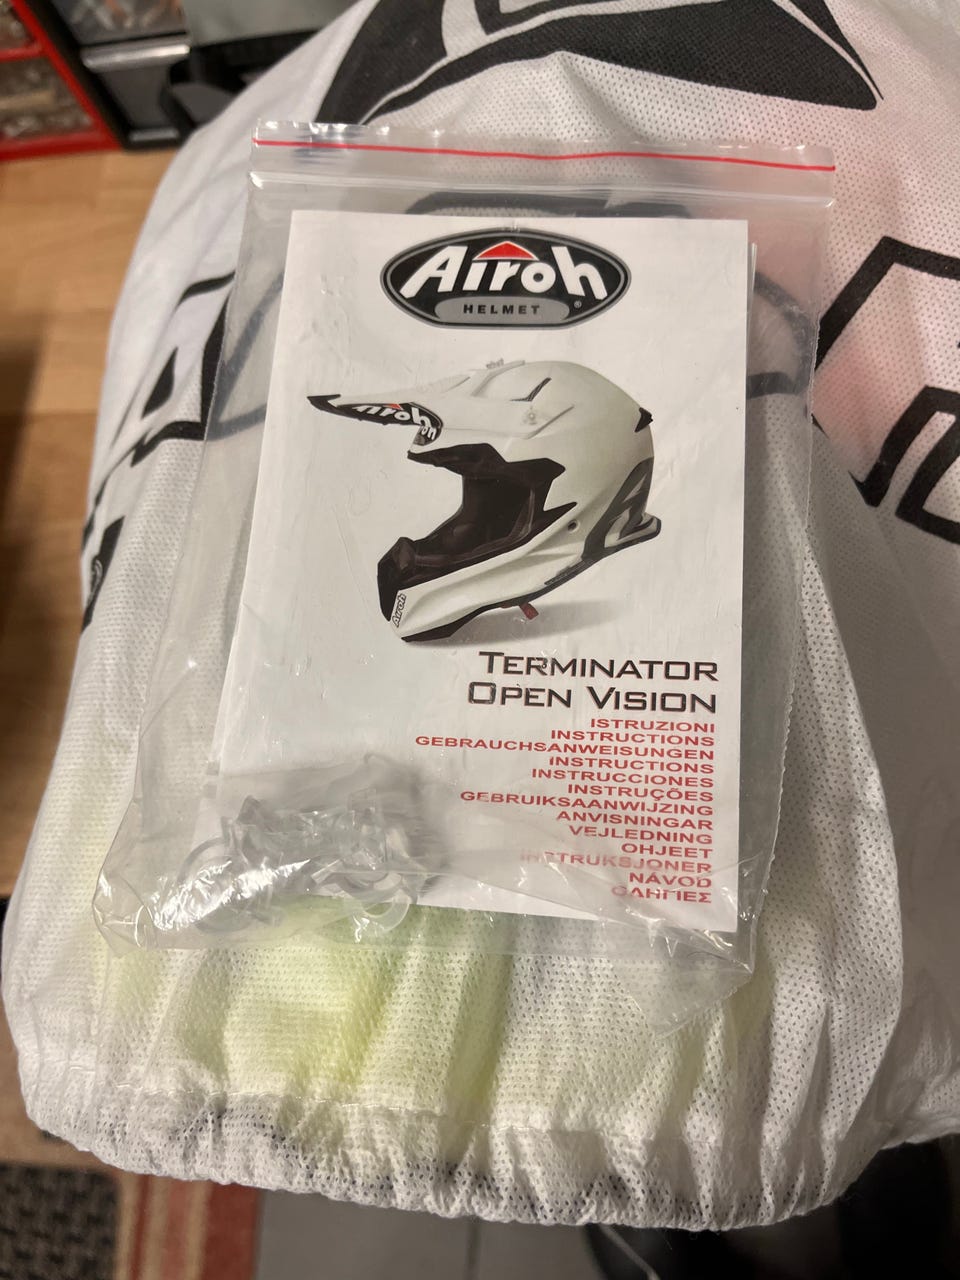 Airoh
HELMET
®
Airoh
Airoh
TERMINATOR
OPEN VISION
ISTRUZIONI
INSTRUCTIONS
GEBRAUCHSANWEISUNGEN
INSTRUCTIONS
INSTRUCCIONES
INSTRUÇÕES
GEBRUIKSAANWIJZING
ANVISNINGAR
VEJLEDNING
OHJEET
INSTRUKSJONER
NÁVOD
ΟΔΗΓΙΕΣ